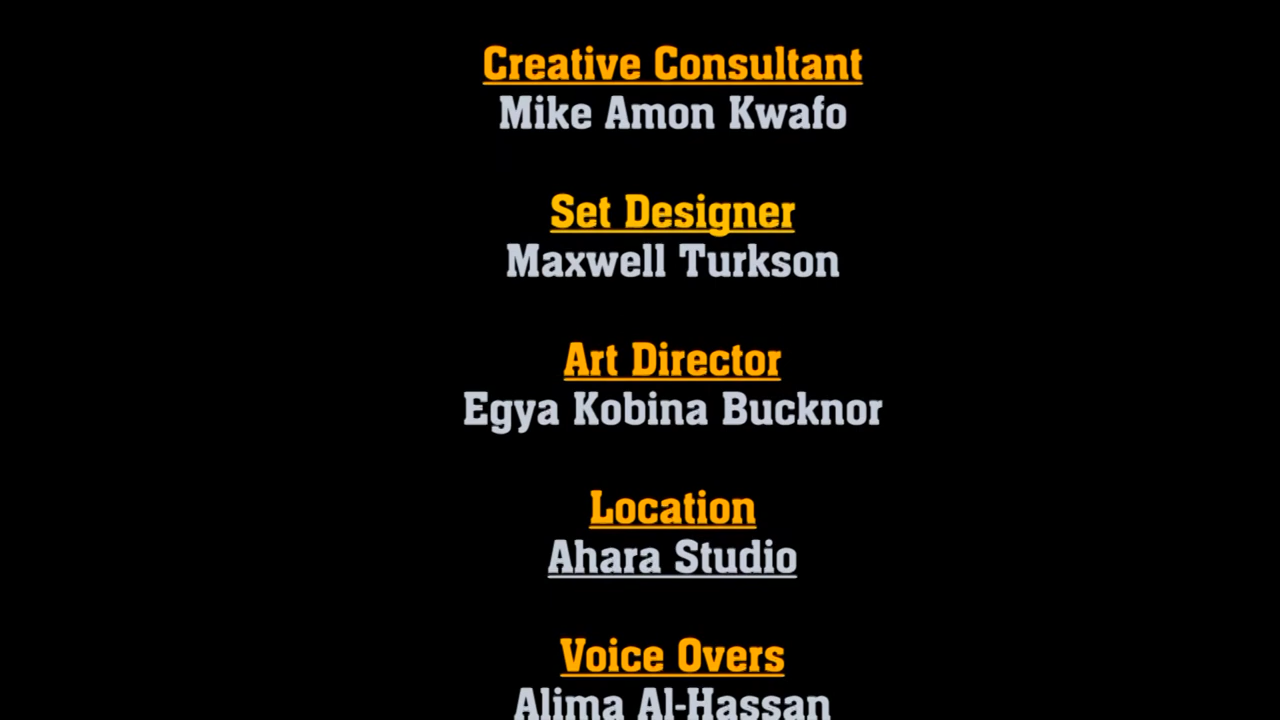 Creative Consultant
Mike Amon Kwafo
Set Designer
Maxwell Turkson
Art Director
Egya Kobina Bucknor
Location
Ahara Studio
Voice Overs
Alima Al-Hassan